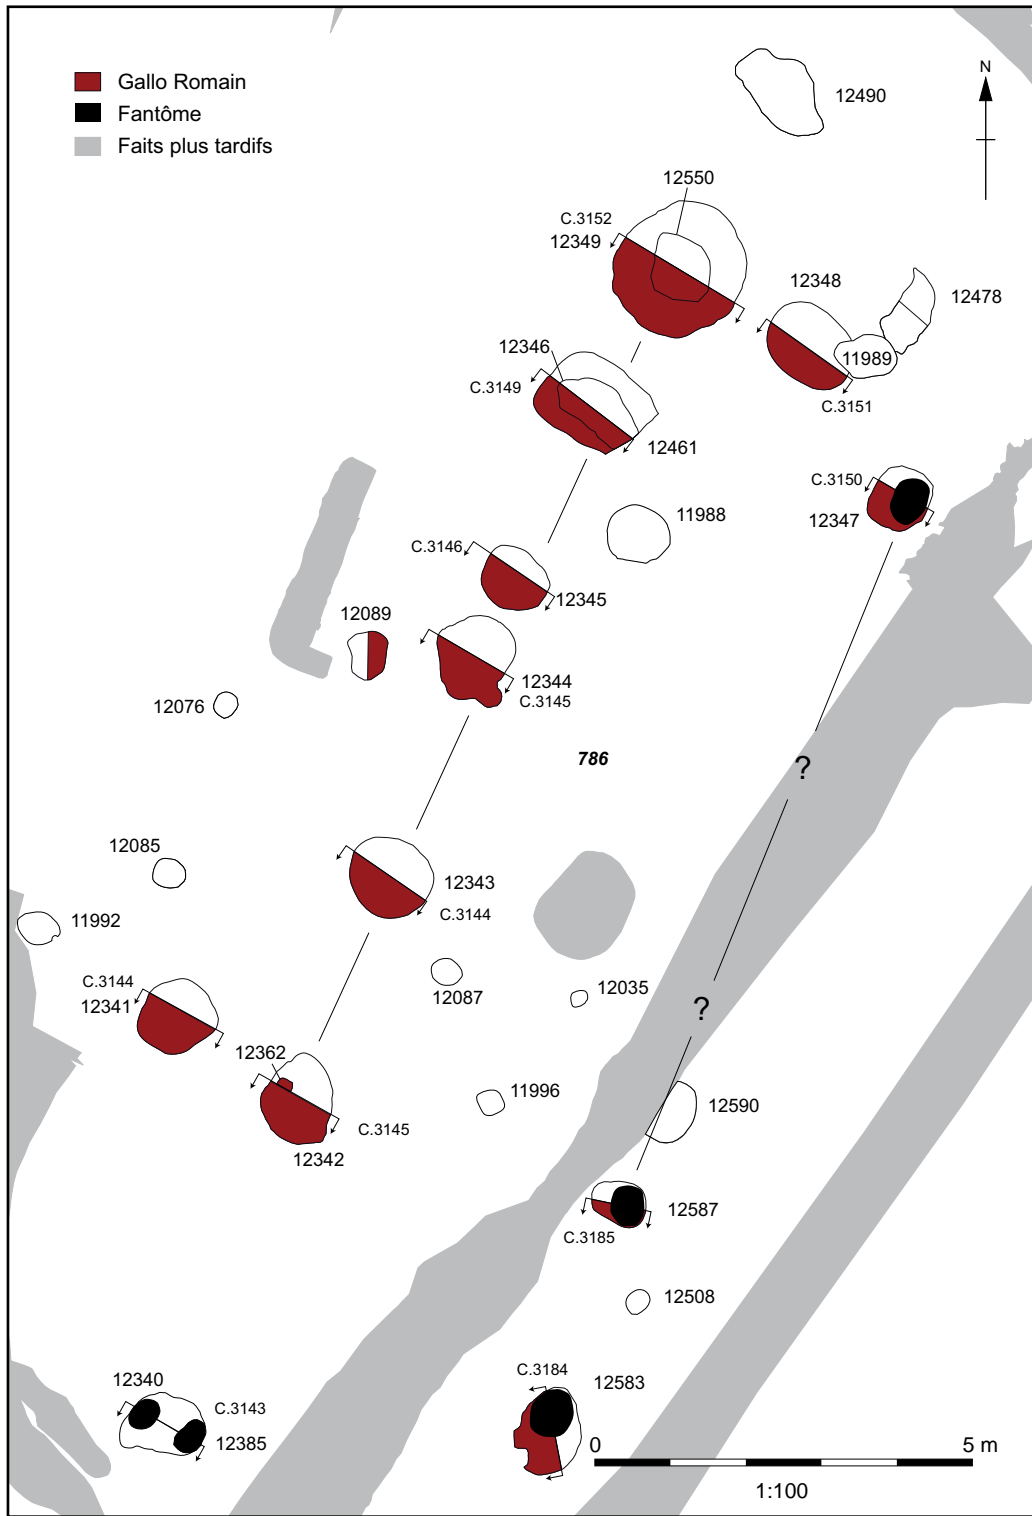 Gallo Romain
Fantôme
Faits plus tardifs
N
12490
12550
C.3152
12349
12348
12478
11989
12346
C.3149
C.3151
12461
C.3150
12347
11988
C.3146
12345
12089
12344
C.3145
12076
786
?
12085
12343
C.3144
11992
12087
12035
C.3144
12341
?
12362
11996
12590
C.3145
12342
12587
C.3185
12508
C.3184
12583
12340
C.3143
12385
0
5 m
1:100